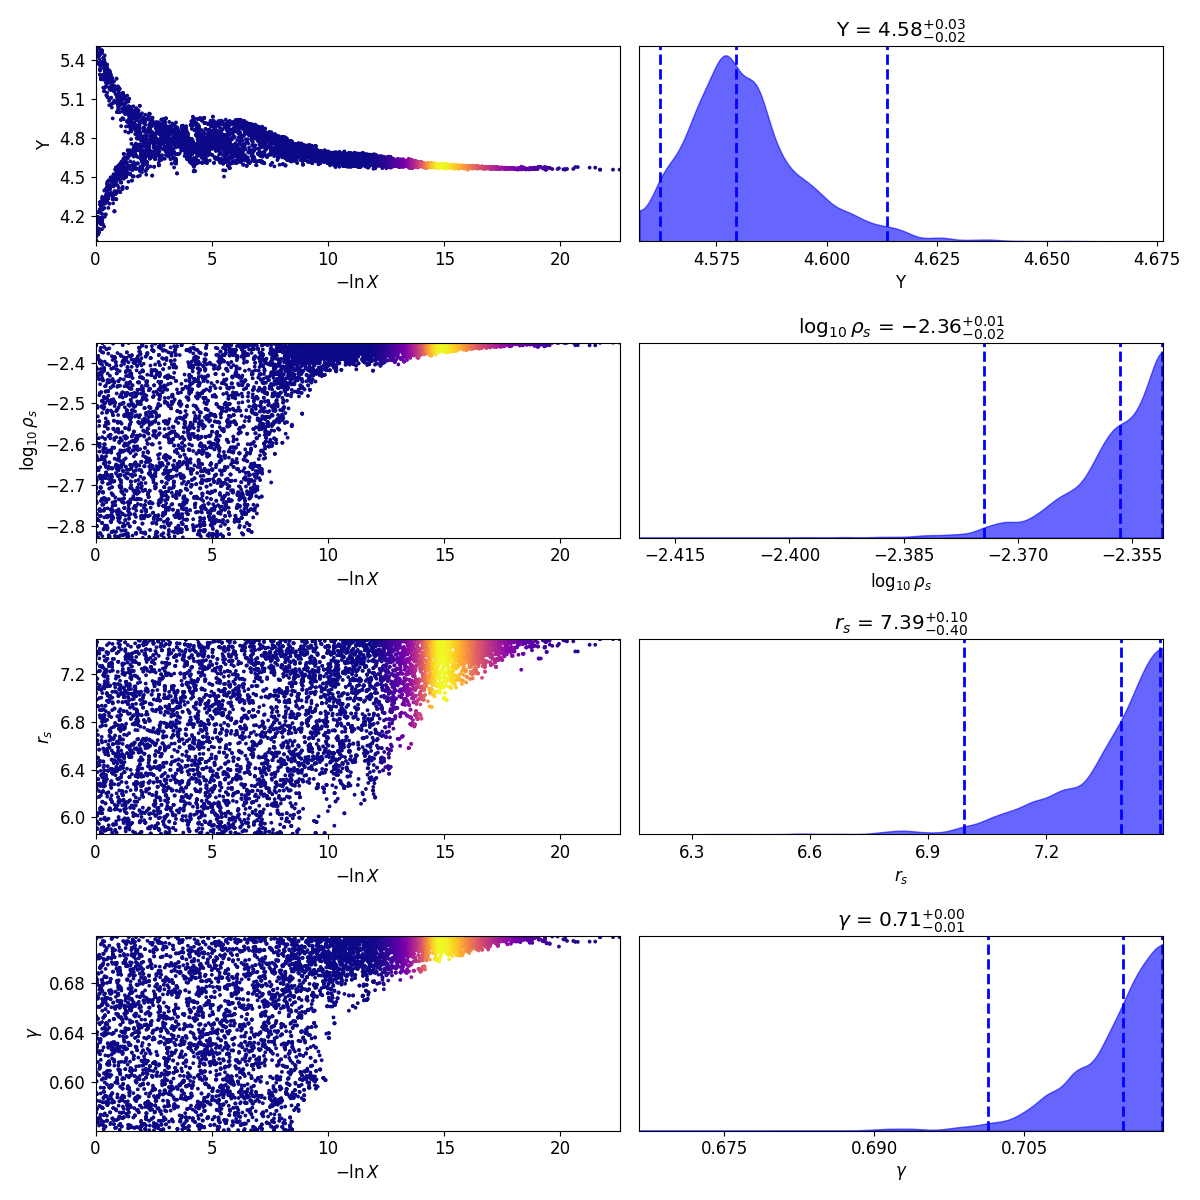 Y = 4.58+0.03−0.02
5.4
5.1
4.8
4.5
4.2
Y
0 5 10 15 20
−ln X
4.575 4.600 4.625 4.650 4.675
Y
log10 ρs = −2.36+0.01−0.02
−2.4
−2.5
−2.6
−2.7
−2.8
log10 ρs
0 5 10 15 20
−ln X
−2.415 −2.400 −2.385 −2.370 −2.355
log10 ρs
rs = 7.39+0.10−0.40
7.2
6.8
6.4
6.0
rs
0 5 10 15 20
−ln X
6.3 6.6 6.9 7.2
rs
γ = 0.71+0.00−0.01
0.68
0.64
0.60
γ
0 5 10 15 20
−ln X
0.675 0.690 0.705
γ